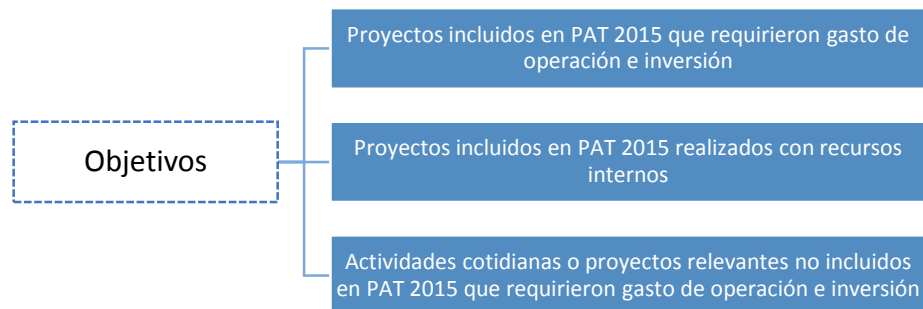 Proyectos incluidos en PAT 2015 que requirieron gasto de
operación e inversión
Objetivos
Proyectos incluidos en PAT 2015 realizados con recursos
internos
Actividades cotidianas o proyectos relevantes no incluidos
en PAT 2015 que requirieron gasto de operación e inversión